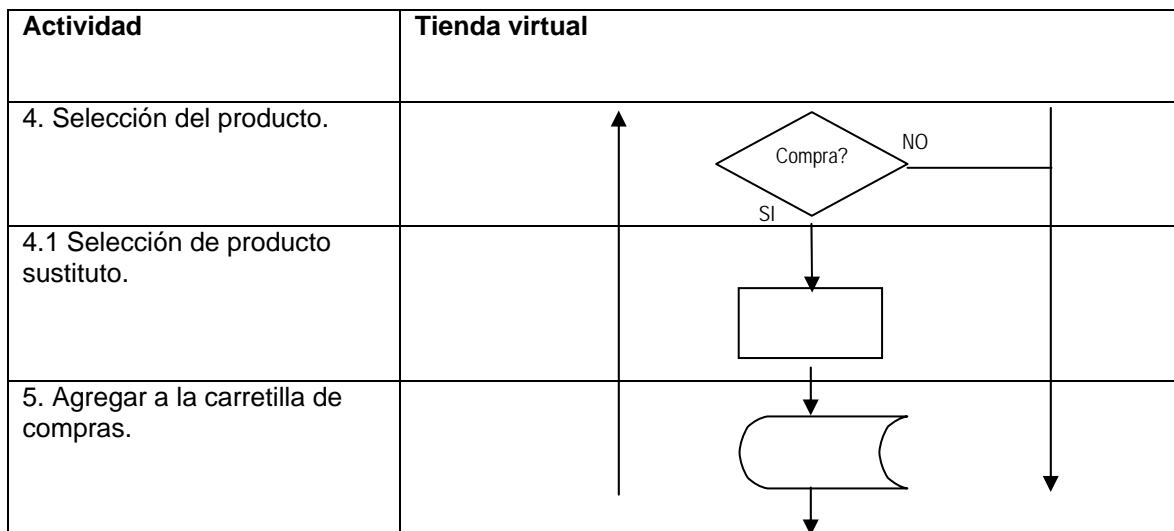 Actividad
Tienda virtual
4. Selección del producto.
Compra?
NO
SI
4.1 Selección de producto
sustituto.
5. Agregar a la carretilla de
compras.